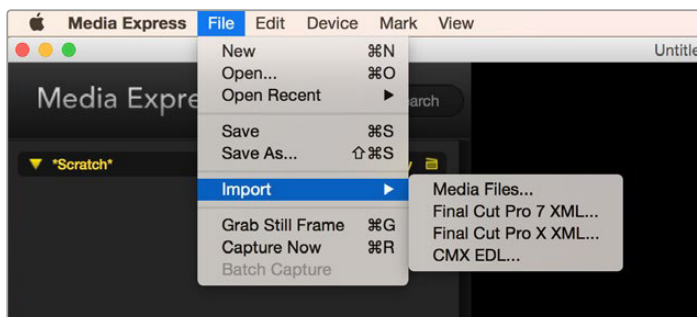 Media Express File Edit Device Mark View
Untitle
Media Expre
arch
New ⌘N
Open... ⌘O
Open Recent ▶
Save ⌘S
Save As... ⇧⌘S
*Scratch*
Import ▶
Media Files...
Final Cut Pro 7 XML...
Final Cut Pro X XML...
CMX EDL...
Grab Still Frame ⌘G
Capture Now ⌘R
Batch Capture